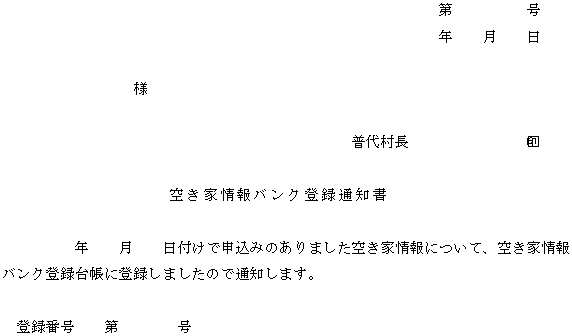 第　　　　　号
年　　月　　日
様
普代村長　　　　　　　　印
空き家情報バンク登録通知書
年　　月　　日付けで申込みのありました空き家情報について、空き家情報
バンク登録台帳に登録しましたので通知します。
登録番号　　第　　　　号